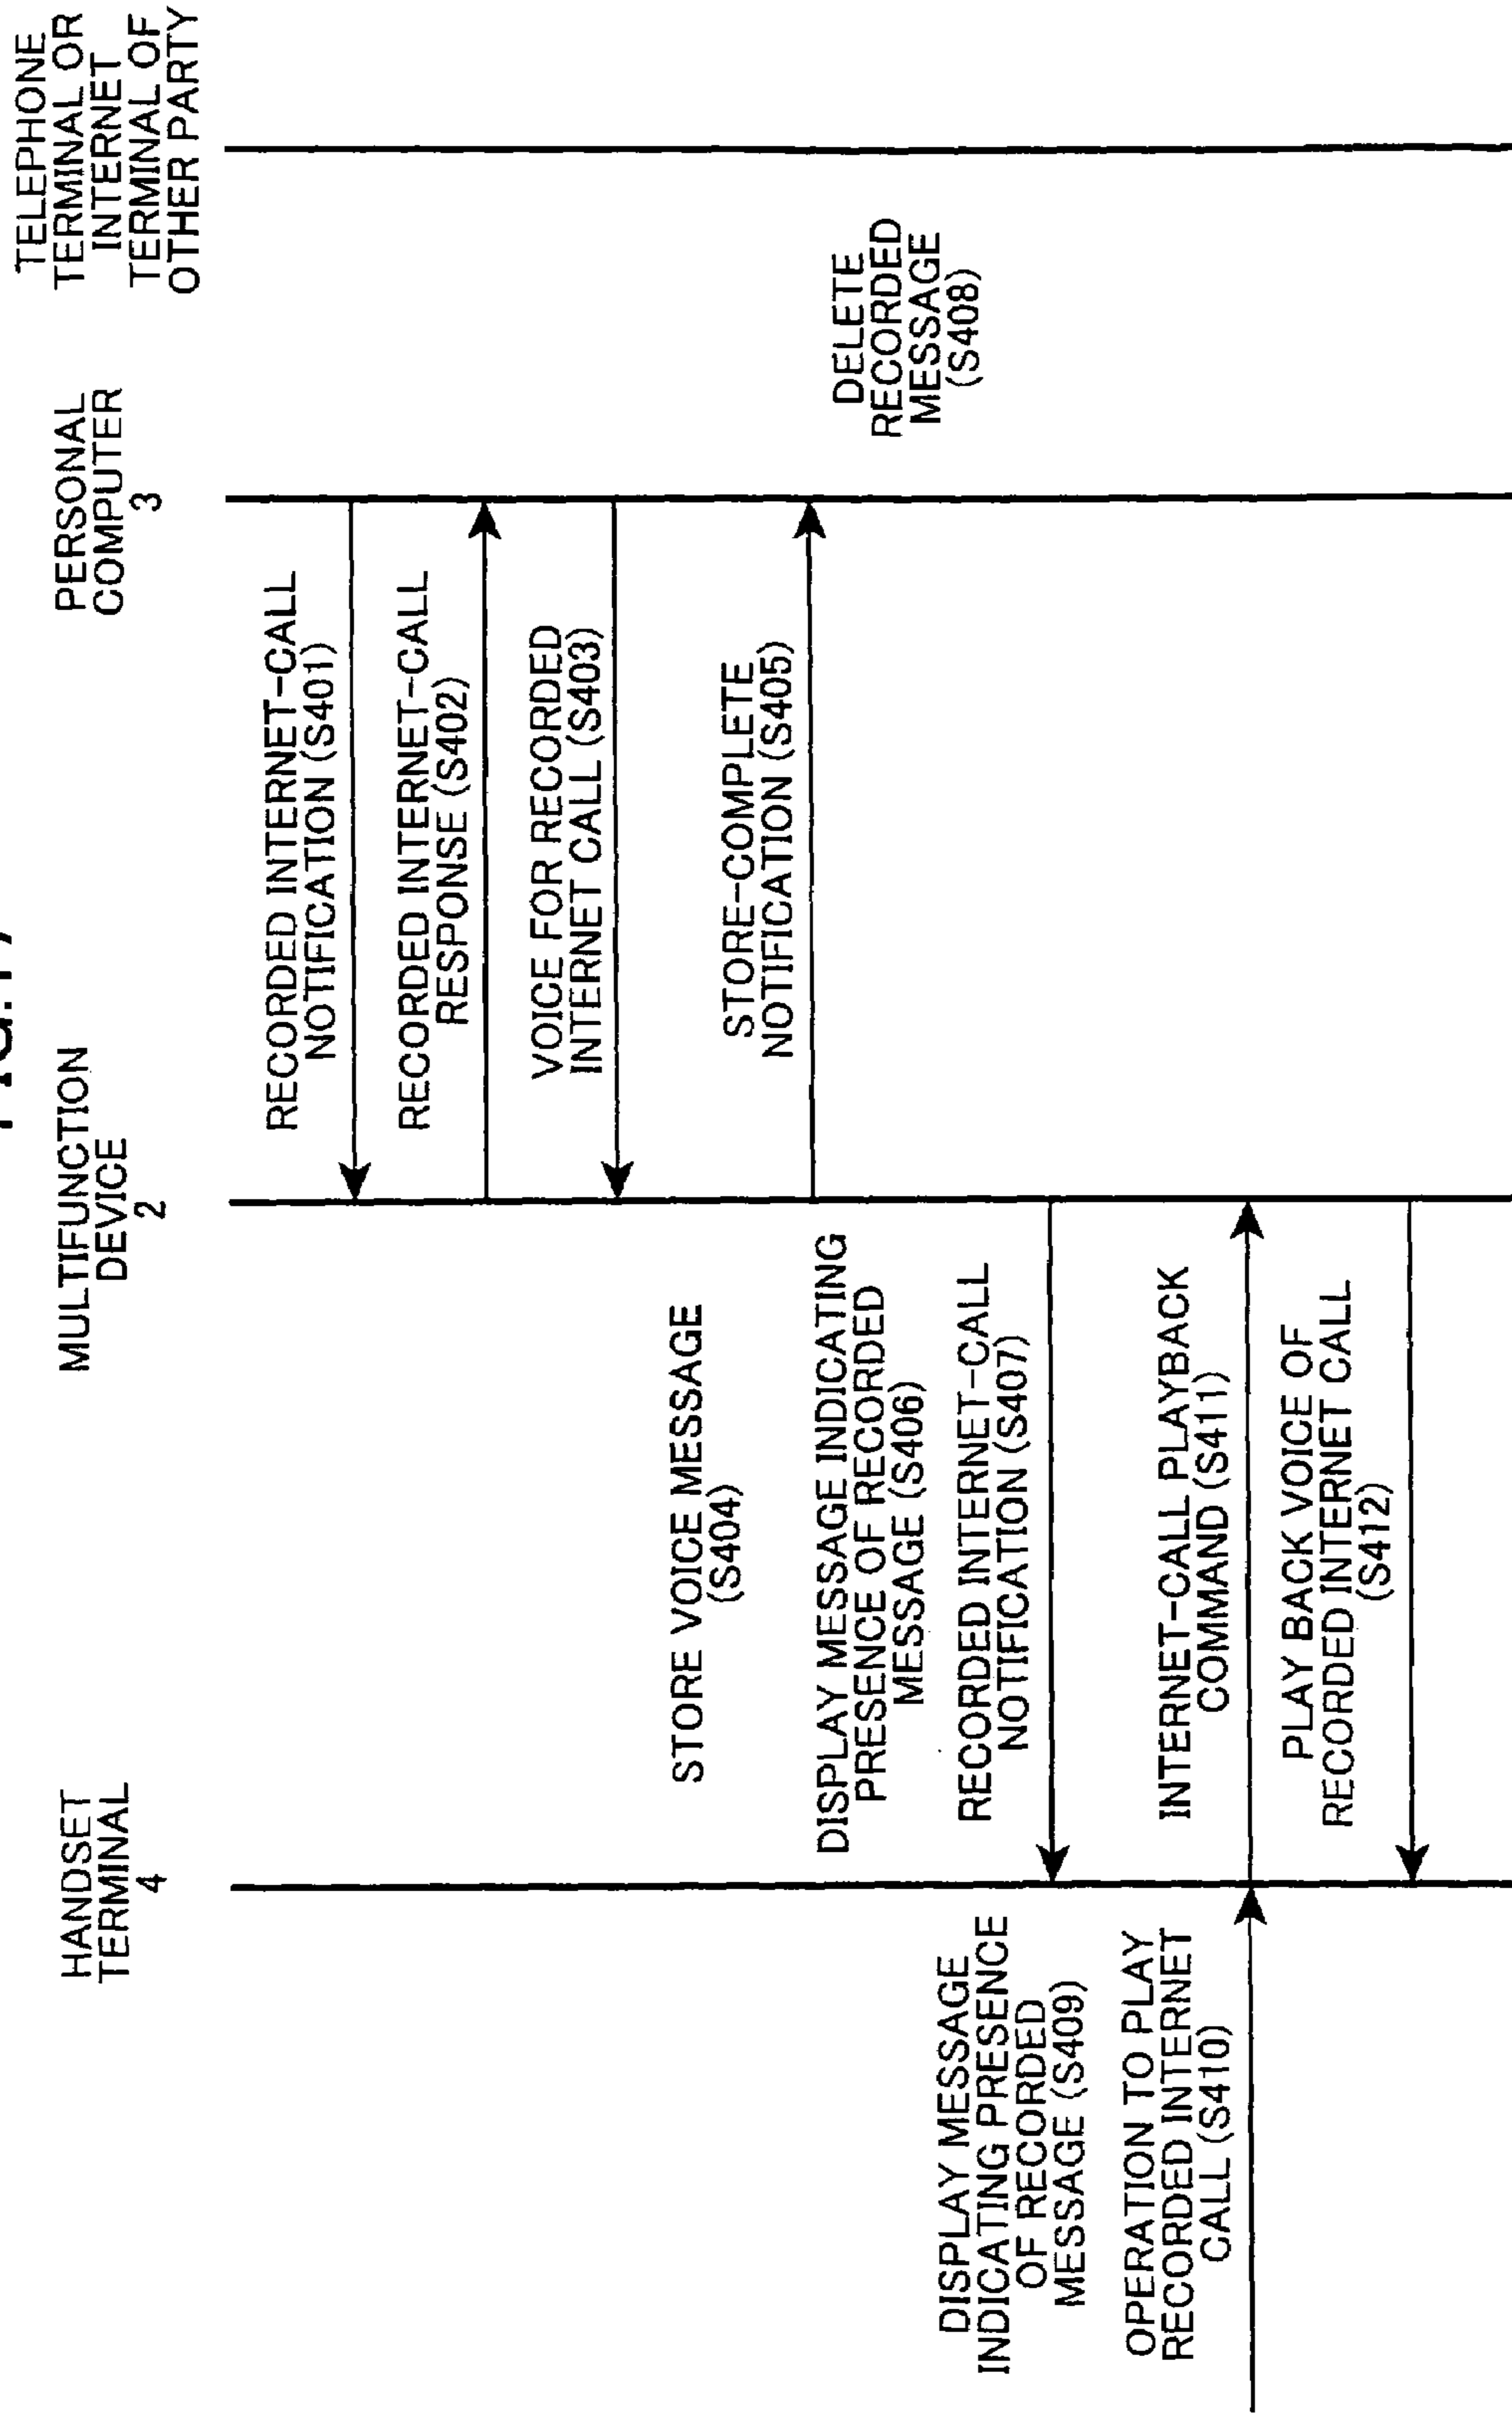 HANDSET
TERMINAL
4
MULTIFUNCTION
DEVICE
2
PERSONAL
COMPUTER
3
TELEPHONE
TERMINAL OR
INTERNET
TERMINAL OF
OTHER PARTY
RECORDED INTERNET-CALL
NOTIFICATION (S401)
RECORDED INTERNET-CALL
RESPONSE (S402)
VOICE FOR RECORDED
INTERNET CALL (S403)
STORE VOICE MESSAGE
(S404)
STORE-COMPLETE
NOTIFICATION (S405)
DISPLAY MESSAGE INDICATING
PRESENCE OF RECORDED
MESSAGE (S406)
RECORDED INTERNET-CALL
NOTIFICATION (S407)
DELETE
RECORDED
MESSAGE
(S408)
DISPLAY MESSAGE
INDICATING PRESENCE
OF RECORDED
MESSAGE (S409)
OPERATION TO PLAY
RECORDED INTERNET
CALL (S410)
INTERNET-CALL PLAYBACK
COMMAND (S411)
PLAY BACK VOICE OF
RECORDED INTERNET CALL
(S412)